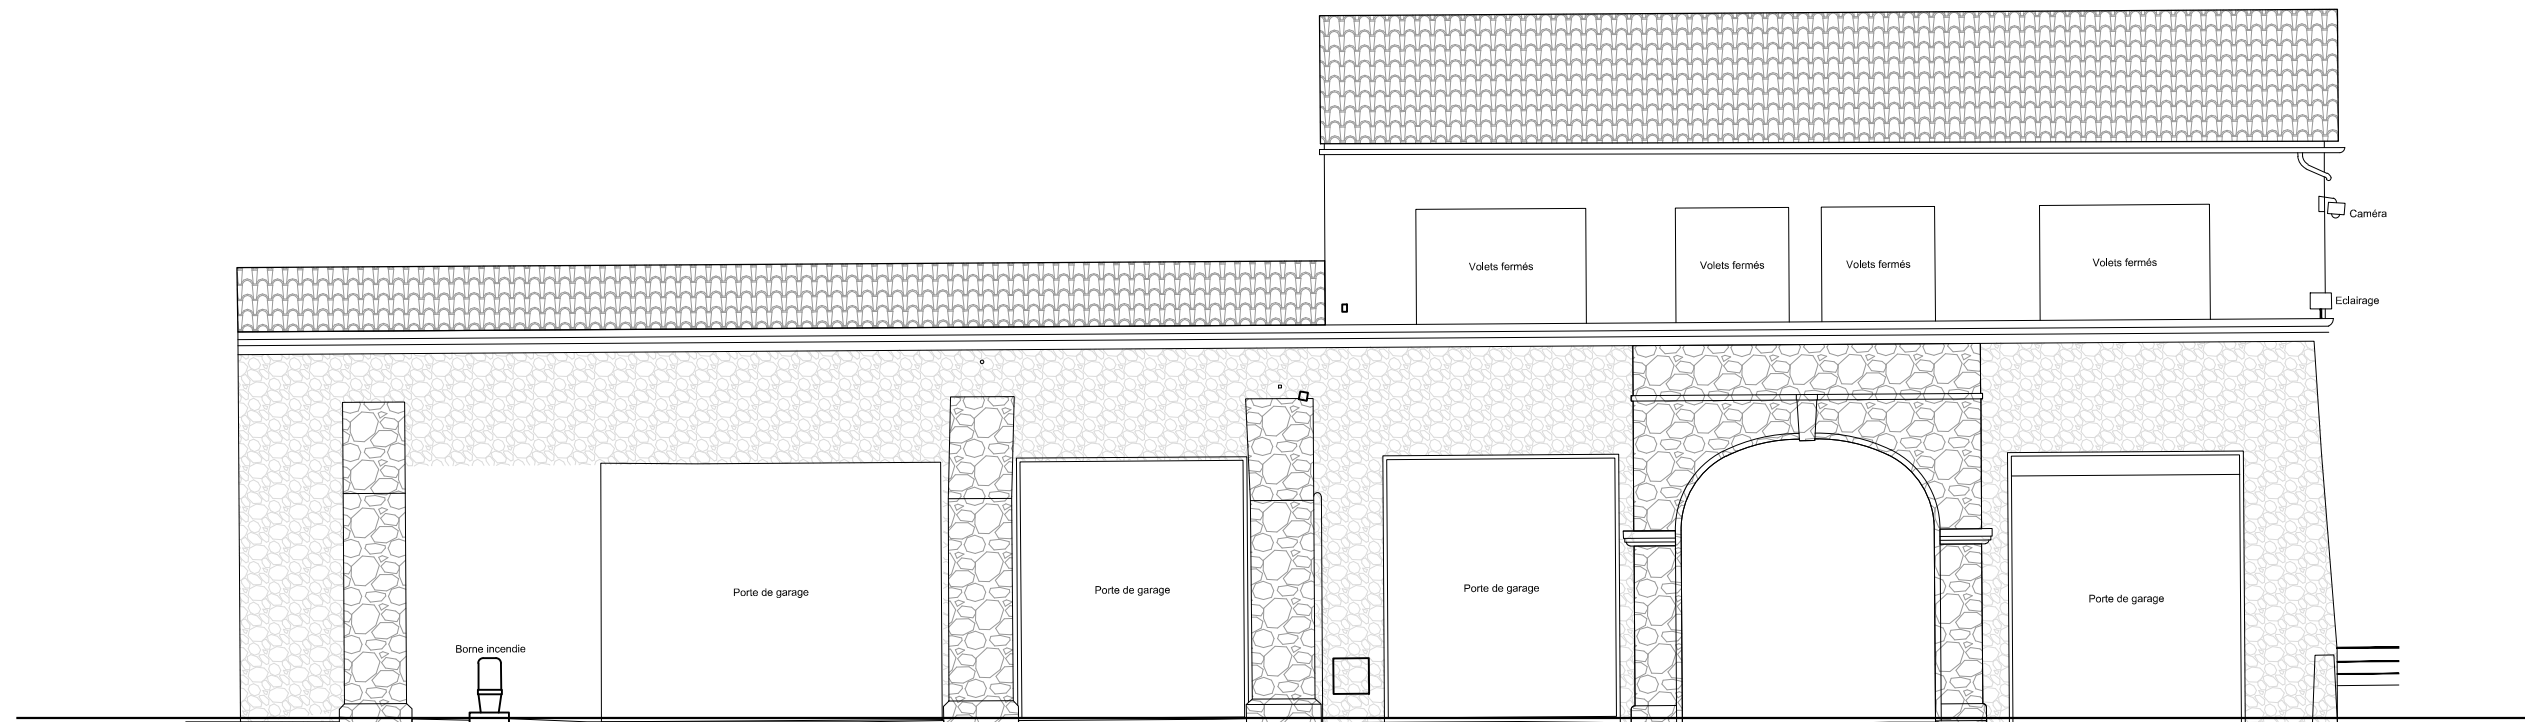 Caméra
Volets fermés
Volets fermés
Volets fermés
Volets fermés
Eclairage
Porte de garage
Porte de garage
Porte de garage
Porte de garage
Borne incendie